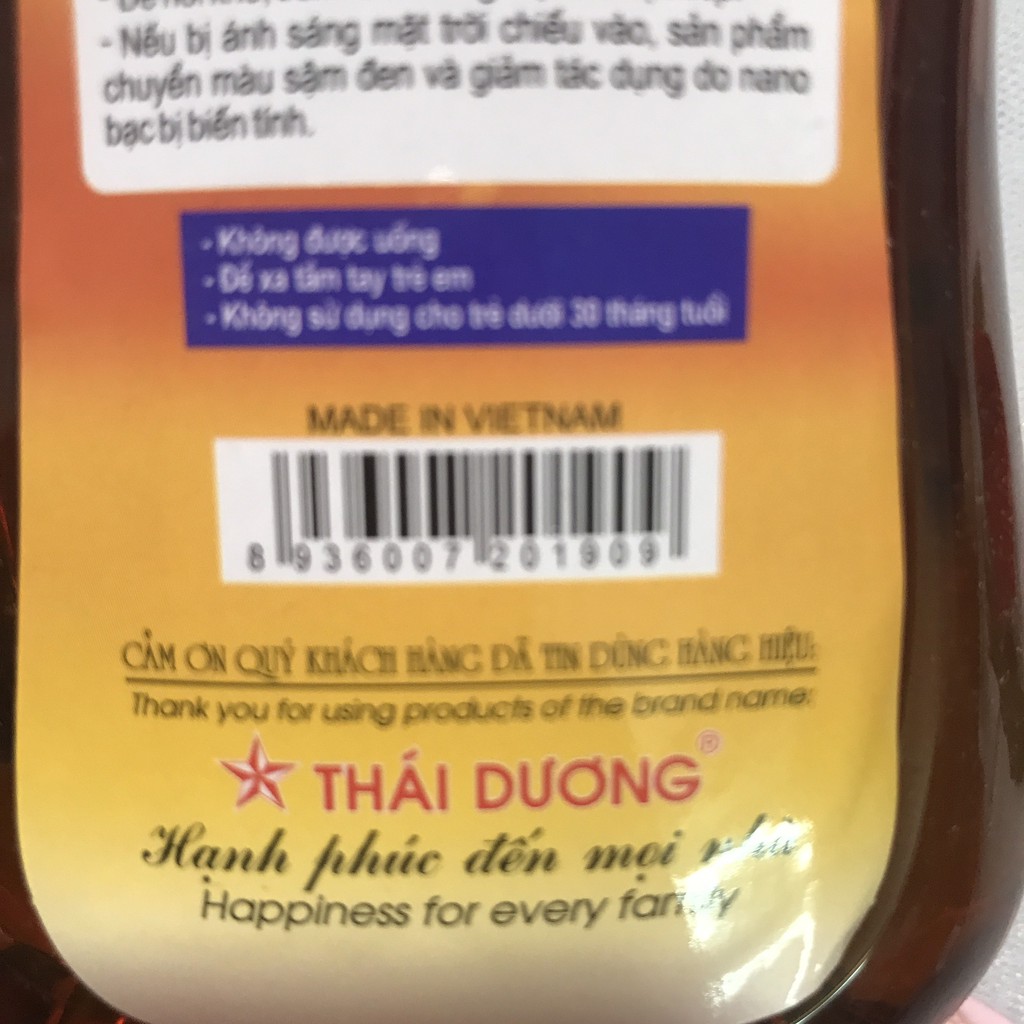 - Nếu bị ánh sáng mặt trời chiếu vào, sản phẩm
chuyển màu sậm đen và giảm tác dụng do nano
bạc bị biến tính.
- Không được uống
- Để xa tầm tay trẻ em
- Không sử dụng cho trẻ dưới 30 tháng tuổi
MADE IN VIETNAM
8 936007 201909
CẢM ƠN QUÝ KHÁCH HÀNG ĐÃ TIN DÙNG HÀNG HIỆU:
Thank you for using products of the brand name:
THÁI DƯƠNG®
Hạnh phúc đến mọi nhà
Happiness for every family